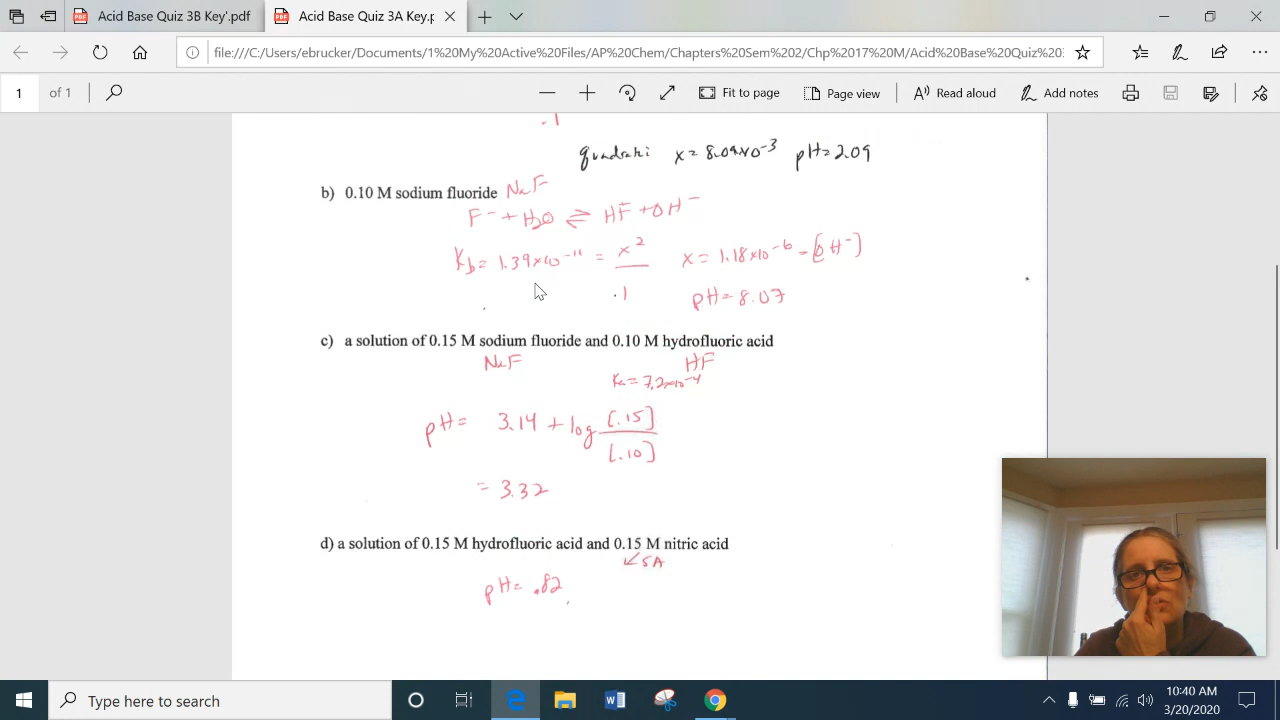 Acid Base Quiz 3B Key.pdf
Acid Base Quiz 3A Key.p
file:///C:/Users/ebrucker/Documents/1%20My%20Active%20Files/AP%20Chem/Chapters%20Sem%202/Chp%2017%20M/Acid%20Base%20Quiz%20:
1 of 1
Fit to page
Page view
Read aloud
Add notes
.1
x = 8.09x10⁻³ pH = 2.09
b) 0.10 M sodium fluoride NaF
F⁻ + H₂O ⇌ HF + OH⁻
Kb = 1.39x10⁻¹¹ = x² x = 1.18x10⁻⁶ = [OH⁻]
.1 pH = 8.07
c) a solution of 0.15 M sodium fluoride and 0.10 M hydrofluoric acid
NaF HF
Ka = 7.2x10⁻⁴
pH = 3.14 + log [.15]
[.10]
= 3.32
d) a solution of 0.15 M hydrofluoric acid and 0.15 M nitric acid
↙ SA
pH = .82
Type here to search
10:40 AM
3/20/2020